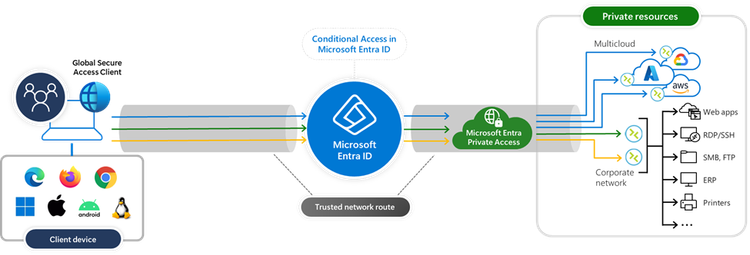 Private resources
Conditional Access in
Microsoft Entra ID
Multicloud
Global Secure
Access Client
aws
Web apps
Microsoft
Entra ID
Microsoft Entra
Private Access
RDP/SSH
SMB, FTP
Corporate
network
ERP
android
Trusted network route
Printers
...
Client device